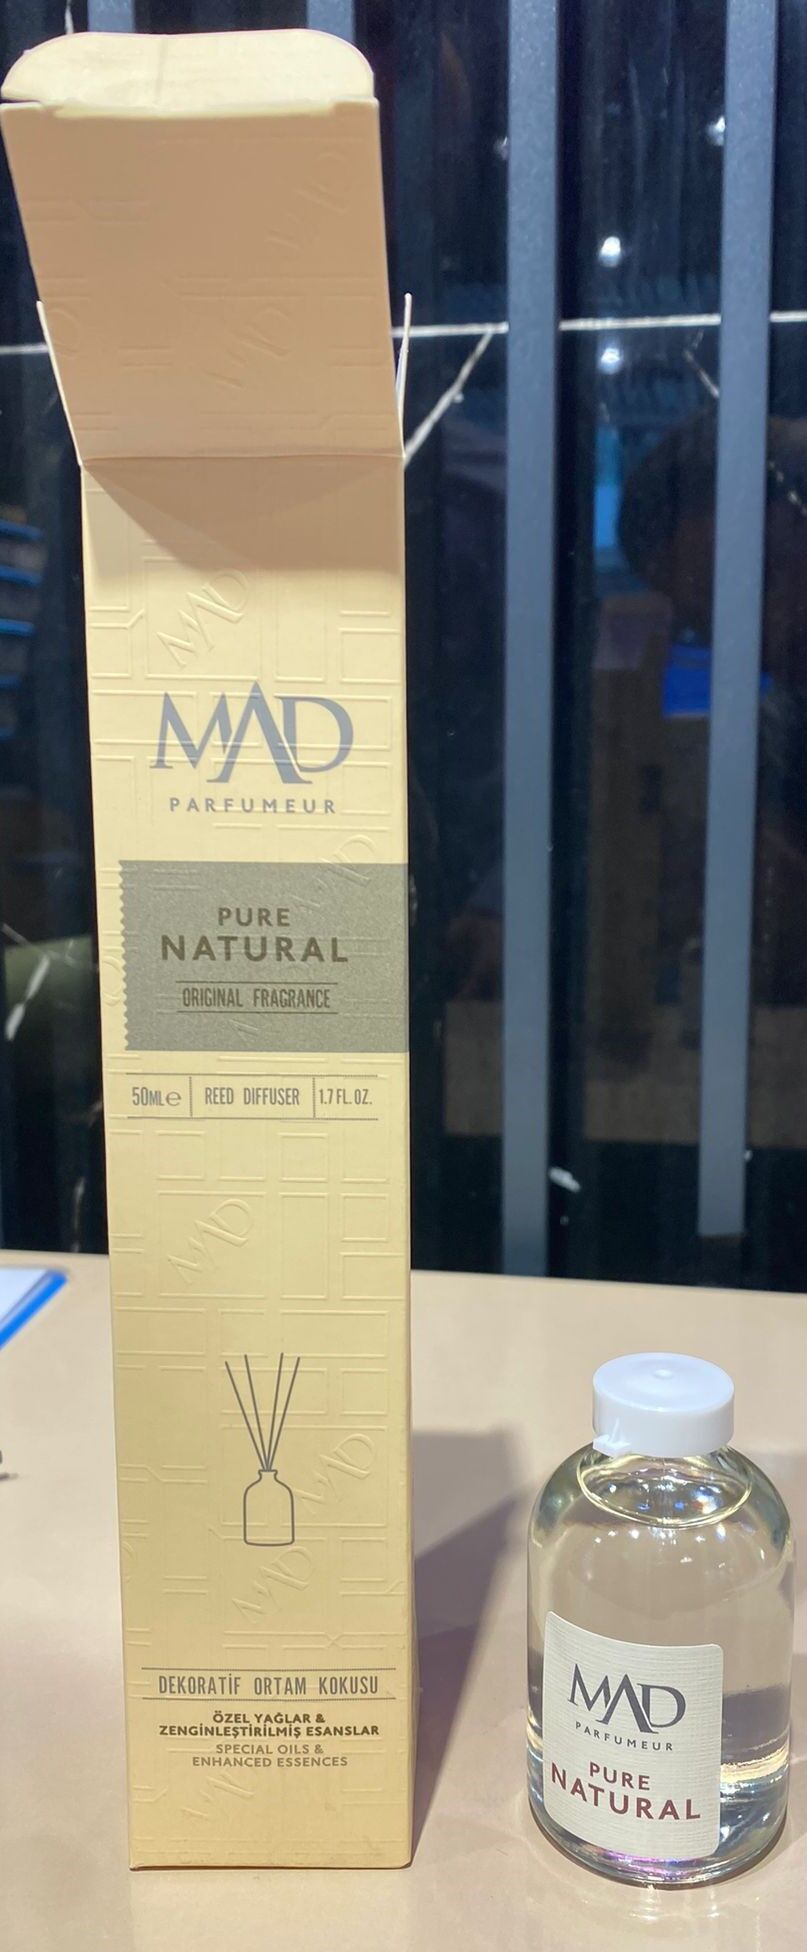 MAD
PARFUMEUR
PURE
NATURAL
ORIGINAL FRAGRANCE
50ML℮
REED DIFFUSER
1.7 FL. OZ.
DEKORATİF ORTAM KOKUSU
ÖZEL YAĞLAR &
ZENGİNLEŞTİRİLMİŞ ESANSLAR
SPECIAL OILS &
ENHANCED ESSENCES
MAD
PARFUMEUR
PURE
NATURAL